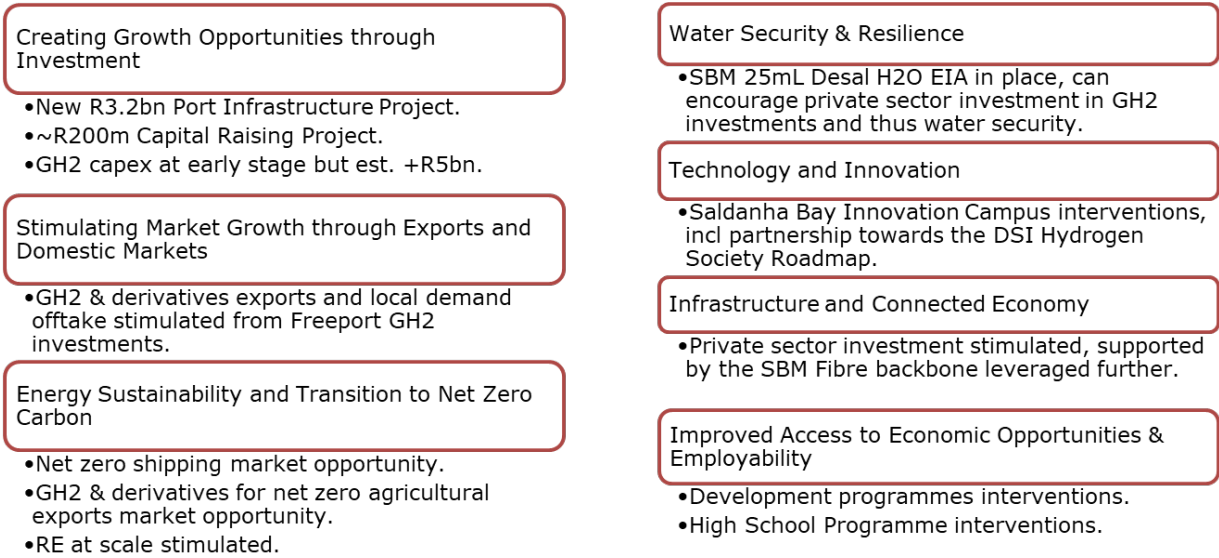 Creating Growth Opportunities through
Investment
•New R3.2bn Port Infrastructure Project.
•~R200m Capital Raising Project.
•GH2 capex at early stage but est. +R5bn.
Stimulating Market Growth through Exports and
Domestic Markets
•GH2 & derivatives exports and local demand
offtake stimulated from Freeport GH2
investments.
Energy Sustainability and Transition to Net Zero
Carbon
•Net zero shipping market opportunity.
•GH2 & derivatives for net zero agricultural
exports market opportunity.
•RE at scale stimulated.
Water Security & Resilience
•SBM 25mL Desal H2O EIA in place, can
encourage private sector investment in GH2
investments and thus water security.
Technology and Innovation
•Saldanha Bay Innovation Campus interventions,
incl partnership towards the DSI Hydrogen
Society Roadmap.
Infrastructure and Connected Economy
•Private sector investment stimulated, supported
by the SBM Fibre backbone leveraged further.
Improved Access to Economic Opportunities &
Employability
•Development programmes interventions.
•High School Programme interventions.